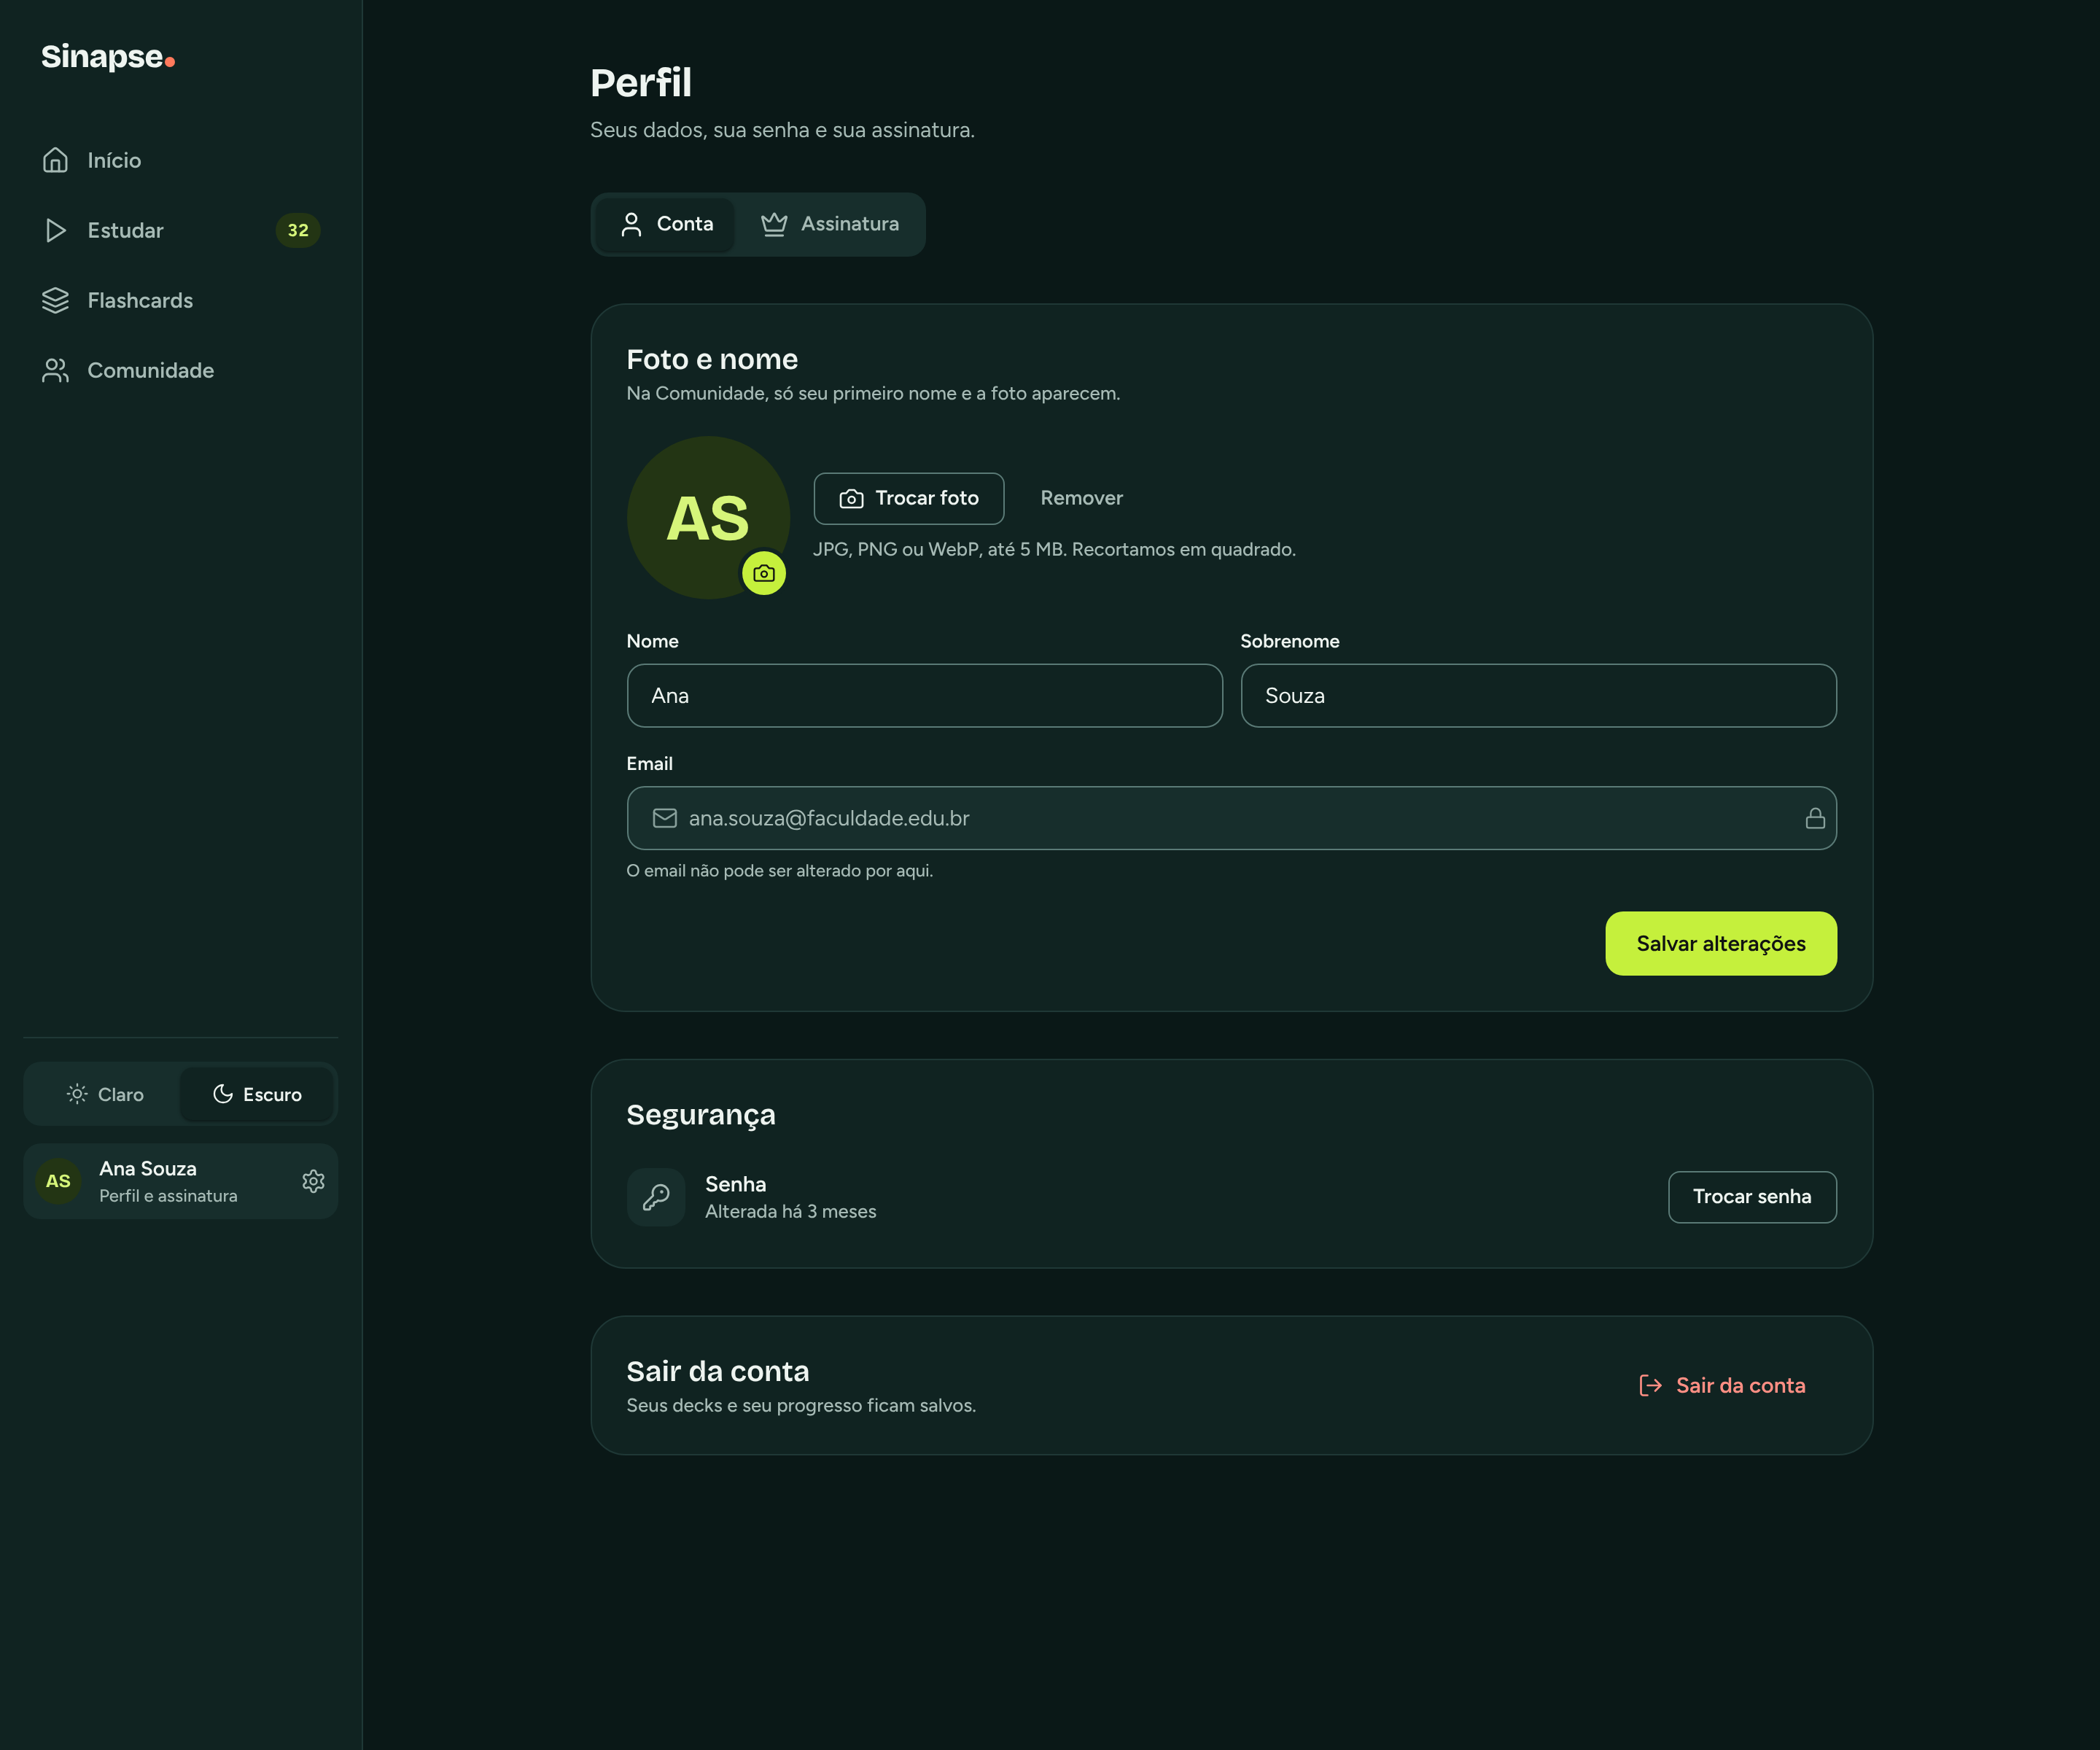 Sinapse.
Início
Estudar
32
Flashcards
Comunidade
Claro
Escuro
AS
Ana Souza
Perfil e assinatura
Perfil
Seus dados, sua senha e sua assinatura.
Conta
Assinatura
Foto e nome
Na Comunidade, só seu primeiro nome e a foto aparecem.
AS
Trocar foto
Remover
JPG, PNG ou WebP, até 5 MB. Recortamos em quadrado.
Nome
Sobrenome
Ana
Souza
Email
ana.souza@faculdade.edu.br
O email não pode ser alterado por aqui.
Salvar alterações
Segurança
Senha
Alterada há 3 meses
Trocar senha
Sair da conta
Seus decks e seu progresso ficam salvos.
Sair da conta